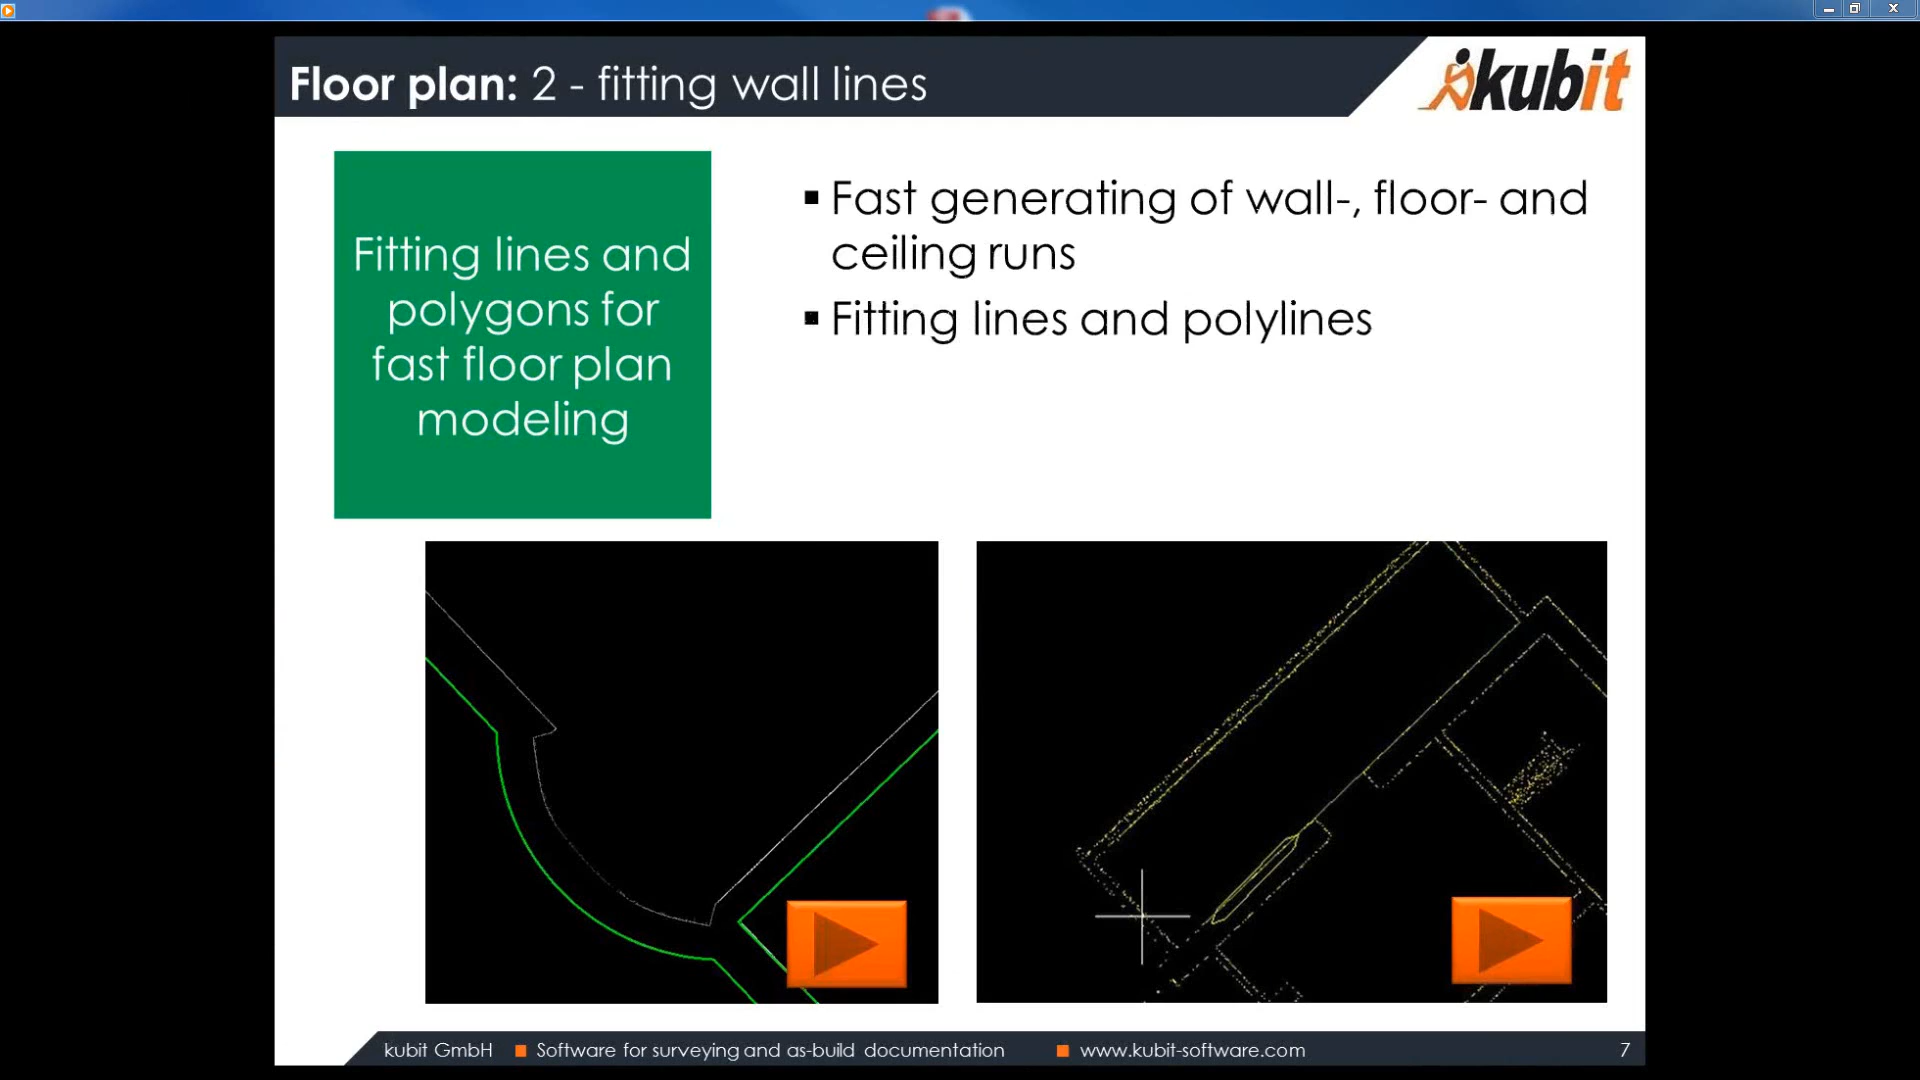 Floor plan: 2 - fitting wall lines
kubit
Fitting lines and
polygons for
fast floor plan
modeling
▪ Fast generating of wall-, floor- and
ceiling runs
▪ Fitting lines and polylines
kubit GmbH ■ Software for surveying and as-build documentation ■ www.kubit-software.com 7